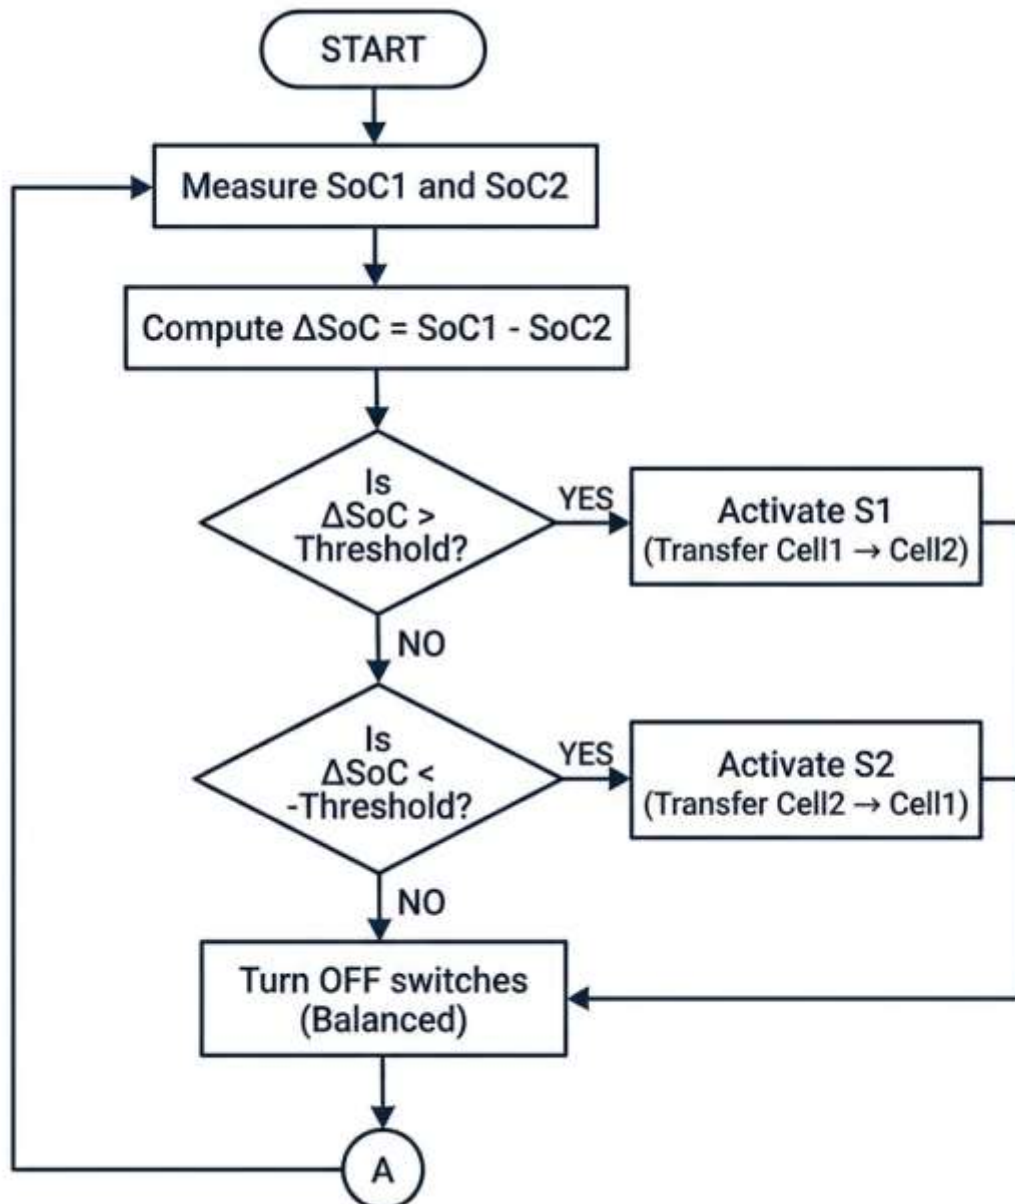 START
Measure SoC1 and SoC2
Compute ΔSoC = SoC1 - SoC2
Is
ΔSoC >
Threshold?
YES
Activate S1
(Transfer Cell1 → Cell2)
NO
Is
ΔSoC <
-Threshold?
YES
Activate S2
(Transfer Cell2 → Cell1)
NO
Turn OFF switches
(Balanced)
A